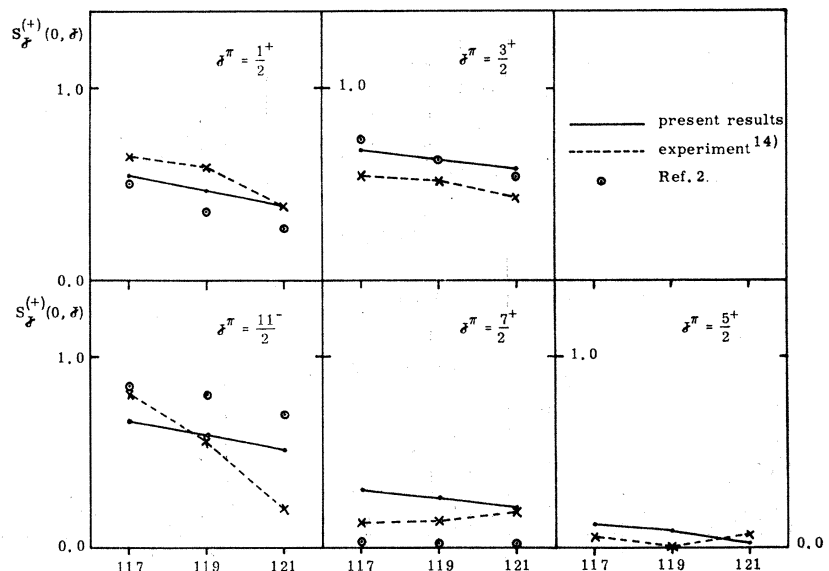 S_j^(+)(0, j)
j^π = 1/2^+
j^π = 3/2^+
1.0
1.0
present results
experiment^14)
Ref. 2.
0.0
S_j^(+)(0, j)
j^π = 11/2^-
j^π = 7/2^+
j^π = 5/2^+
1.0
1.0
0.0
0.0
117 119 121 117 119 121 117 119 121